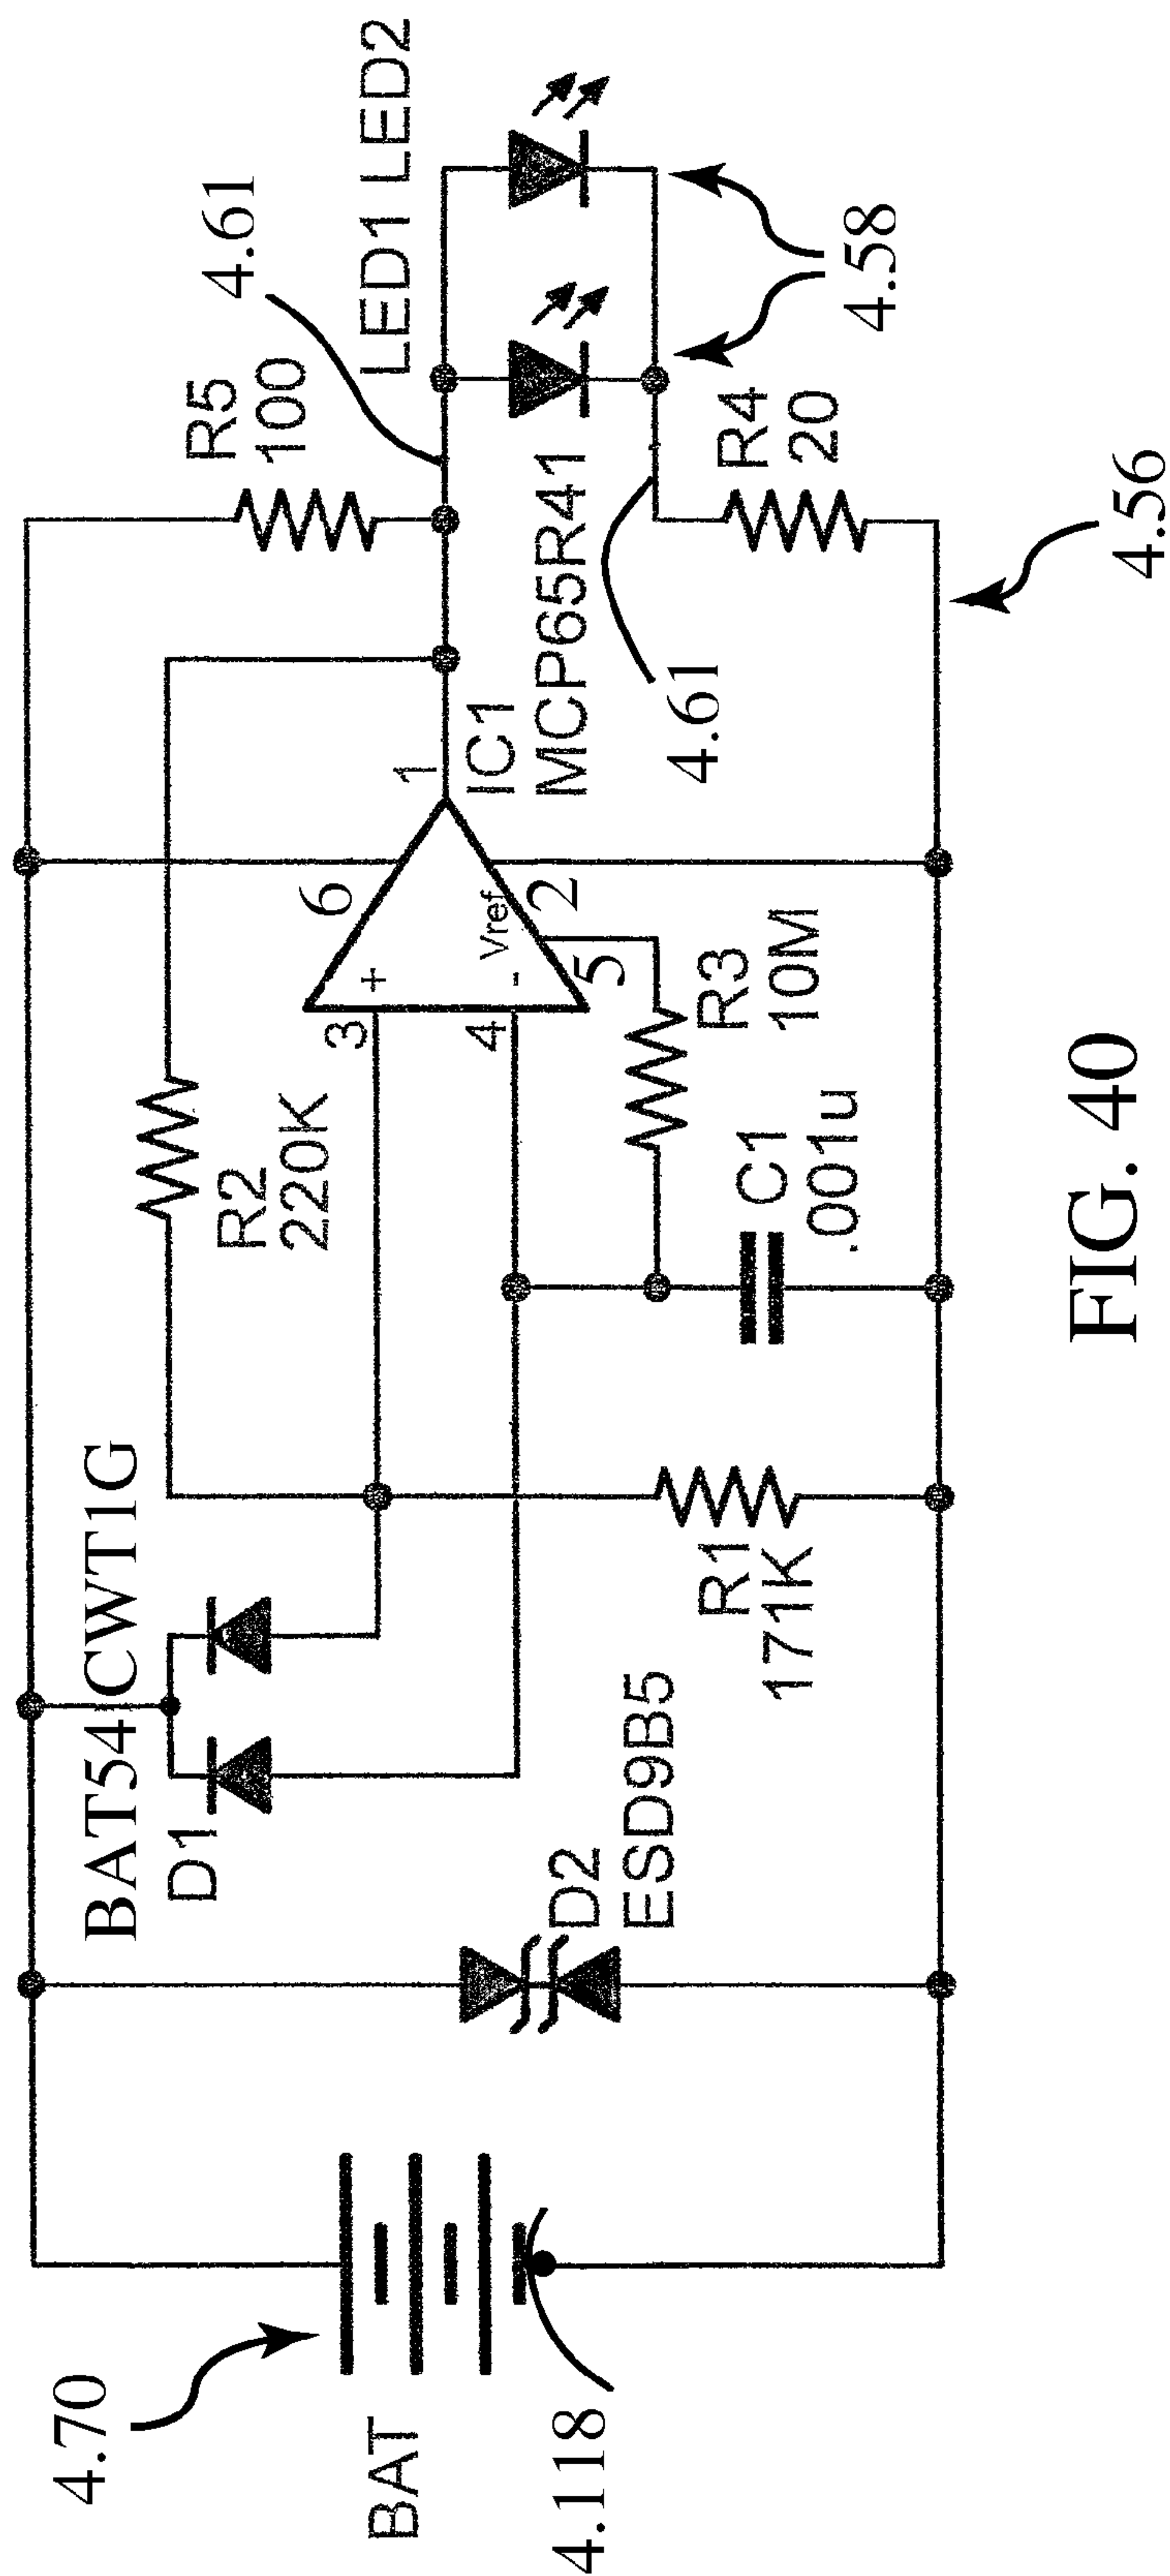 4.70
BAT
4.118
BAT54CWT1G
D1
D2
ESD9B5
R1
171K
R2
220K
3
4
+
-
Vref
6
5
2
1
C1
.001u
R3
10M
IC1
MCP65R41
R5
100
4.61
LED1 LED2
4.61
R4
20
4.58
4.56
FIG. 40